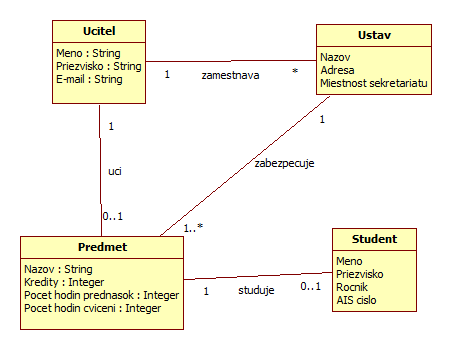 Ucitel
Meno : String
Priezvisko : String
E-mail : String
Ustav
Nazov
Adresa
Miestnost sekretariatu
1
zamestnava
*
1
uci
0..1
1
zabezpecuje
1..*
Predmet
Nazov : String
Kredity : Integer
Pocet hodin prednasok : Integer
Pocet hodin cviceni : Integer
1
studuje
0..1
Student
Meno
Priezvisko
Rocnik
AIS cislo